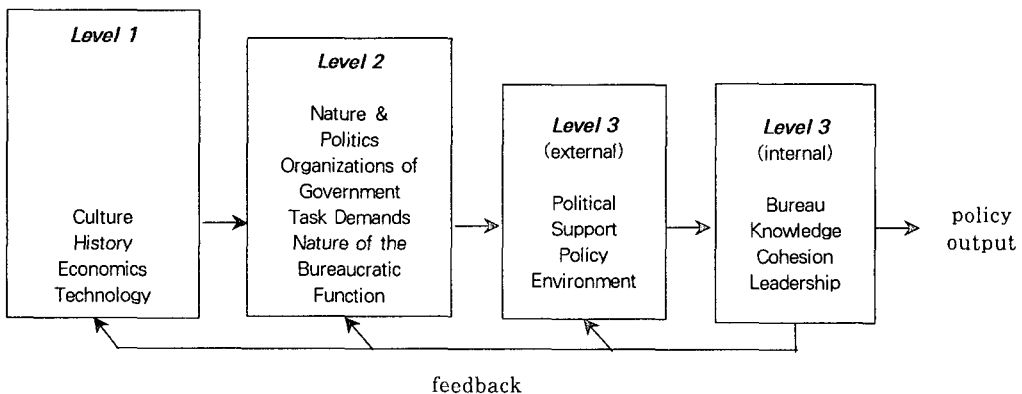 Level 1
Culture
History
Economics
Technology
Level 2
Nature &
Politics
Organizations of
Government
Task Demands
Nature of the
Bureaucratic
Function
Level 3
(external)
Political
Support
Policy
Environment
Level 3
(internal)
Bureau
Knowledge
Cohesion
Leadership
policy
output
feedback